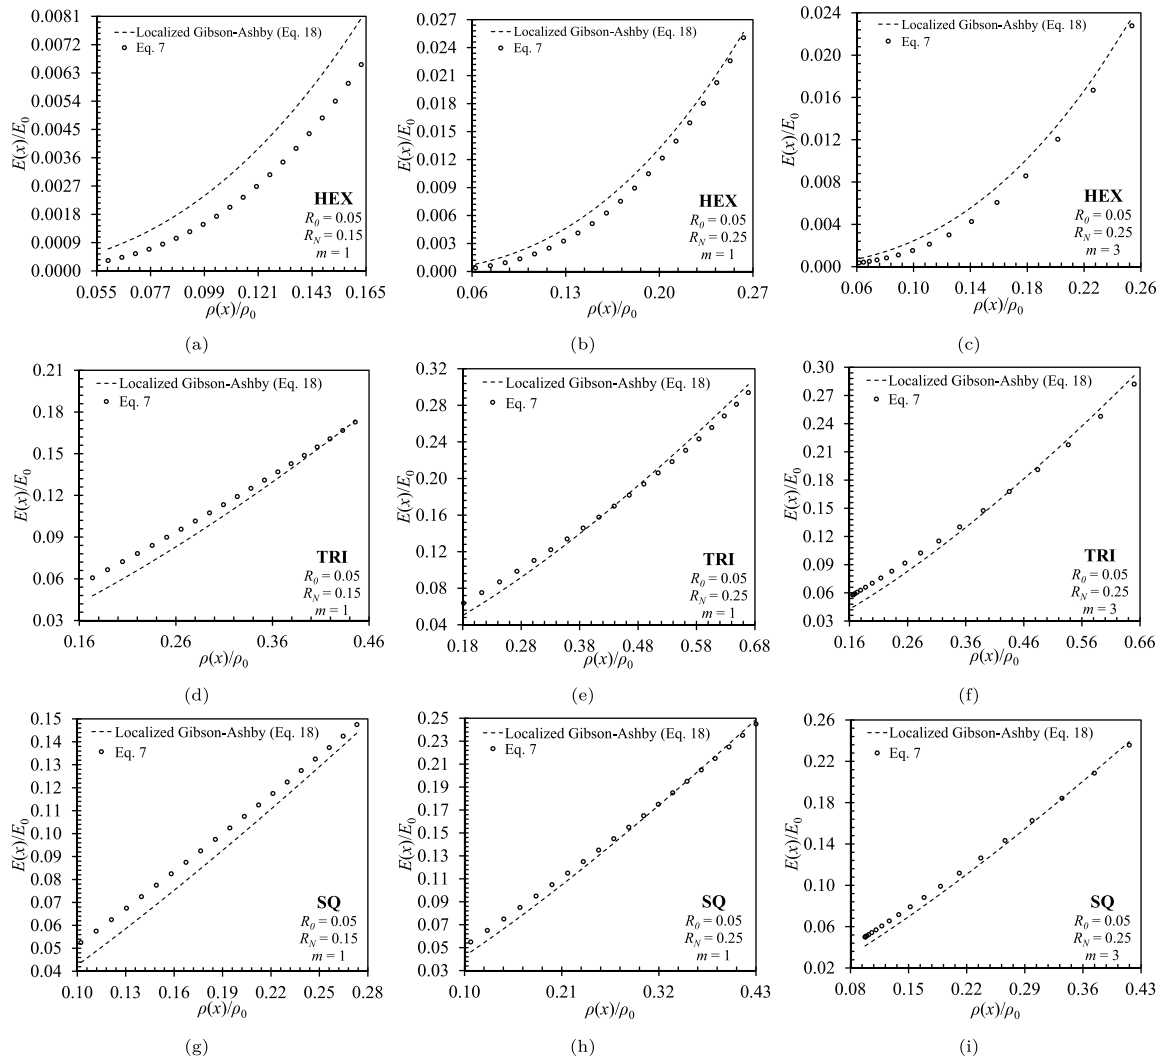 0.0081
0.0072
0.0063
0.0054
0.0045
0.0036
0.0027
0.0018
0.0009
0.0000
E(x)/E0
Localized Gibson-Ashby (Eq. 18)
Eq. 7
HEX
R0 = 0.05
RN = 0.15
m = 1
0.055 0.077 0.099 0.121 0.143 0.165
ρ(x)/ρ0
(a)
0.030
0.027
0.024
0.021
0.018
0.015
0.012
0.009
0.006
0.003
0.000
E(x)/E0
Localized Gibson-Ashby (Eq. 18)
Eq. 7
HEX
R0 = 0.05
RN = 0.25
m = 1
0.06 0.13 0.20 0.27
ρ(x)/ρ0
(b)
0.024
0.020
0.016
0.012
0.008
0.004
0.000
E(x)/E0
Localized Gibson-Ashby (Eq. 18)
Eq. 7
HEX
R0 = 0.05
RN = 0.25
m = 3
0.06 0.10 0.14 0.18 0.22 0.26
ρ(x)/ρ0
(c)
0.21
0.18
0.15
0.12
0.09
0.06
0.03
E(x)/E0
Localized Gibson-Ashby (Eq. 18)
Eq. 7
TRI
R0 = 0.05
RN = 0.15
m = 1
0.16 0.26 0.36 0.46
ρ(x)/ρ0
(d)
0.32
0.28
0.24
0.20
0.16
0.12
0.08
0.04
E(x)/E0
Localized Gibson-Ashby (Eq. 18)
Eq. 7
TRI
R0 = 0.05
RN = 0.25
m = 1
0.18 0.28 0.38 0.48 0.58 0.68
ρ(x)/ρ0
(e)
0.30
0.27
0.24
0.21
0.18
0.15
0.12
0.09
0.06
0.03
E(x)/E0
Localized Gibson-Ashby (Eq. 18)
Eq. 7
TRI
R0 = 0.05
RN = 0.25
m = 3
0.16 0.26 0.36 0.46 0.56 0.66
ρ(x)/ρ0
(f)
0.15
0.14
0.13
0.12
0.11
0.10
0.09
0.08
0.07
0.06
0.05
0.04
E(x)/E0
Localized Gibson-Ashby (Eq. 18)
Eq. 7
SQ
R0 = 0.05
RN = 0.15
m = 1
0.10 0.13 0.16 0.19 0.22 0.25 0.28
ρ(x)/ρ0
(g)
0.25
0.23
0.21
0.19
0.17
0.15
0.13
0.11
0.09
0.07
0.05
0.03
E(x)/E0
Localized Gibson-Ashby (Eq. 18)
Eq. 7
SQ
R0 = 0.05
RN = 0.25
m = 1
0.10 0.21 0.32 0.43
ρ(x)/ρ0
(h)
0.26
0.22
0.18
0.14
0.10
0.06
0.02
E(x)/E0
Localized Gibson-Ashby (Eq. 18)
Eq. 7
SQ
R0 = 0.05
RN = 0.25
m = 3
0.08 0.15 0.22 0.29 0.36 0.43
ρ(x)/ρ0
(i)